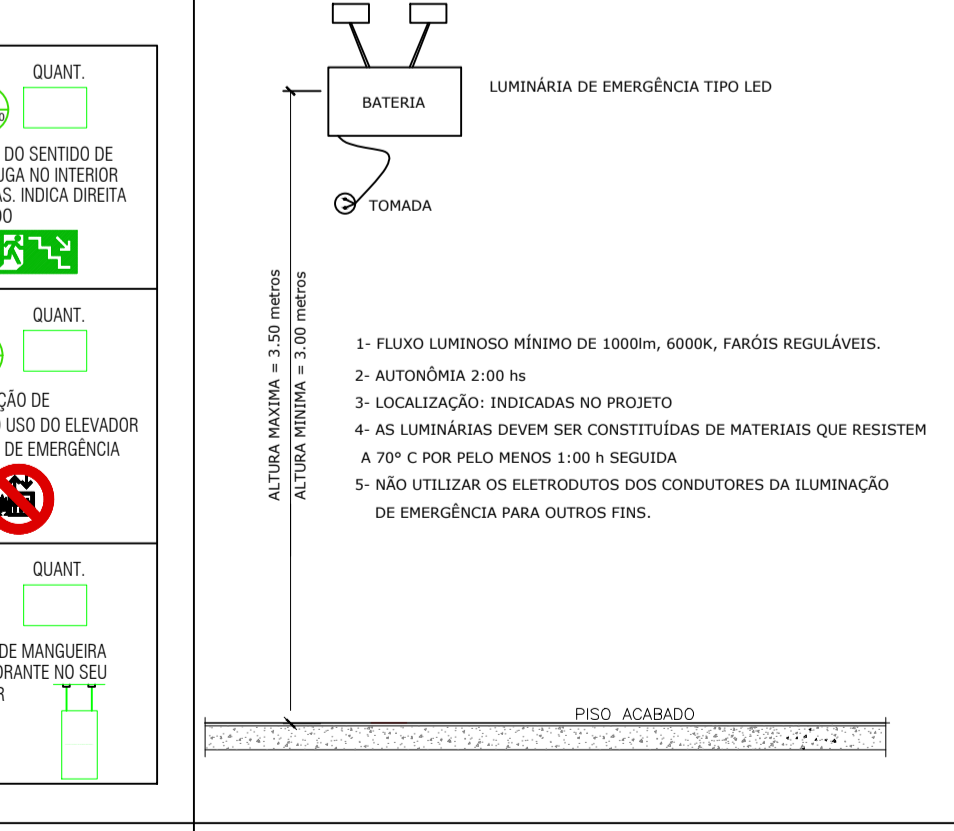 QUANT.
DO SENTIDO DE
UGA NO INTERIOR
AS. INDICA DIREITA
QUANT.
ÇÃO DE
USO DO ELEVADOR
DE EMERGÊNCIA
QUANT.
DE MANGUEIRA
DRANTE NO SEU
BATERIA
LUMINÁRIA DE EMERGÊNCIA TIPO LED
TOMADA
ALTURA MAXIMA = 3.50 metros
ALTURA MINIMA = 3.00 metros
1- FLUXO LUMINOSO MÍNIMO DE 1000lm, 6000K, FARÓIS REGULÁVEIS.
2- AUTONÔMIA 2:00 hs
3- LOCALIZAÇÃO: INDICADAS NO PROJETO
4- AS LUMINÁRIAS DEVEM SER CONSTITUÍDAS DE MATERIAIS QUE RESISTEM
A 70° C POR PELO MENOS 1:00 h SEGUIDA
5- NÃO UTILIZAR OS ELETRODUTOS DOS CONDUTORES DA ILUMINAÇÃO
DE EMERGÊNCIA PARA OUTROS FINS.
PISO ACABADO